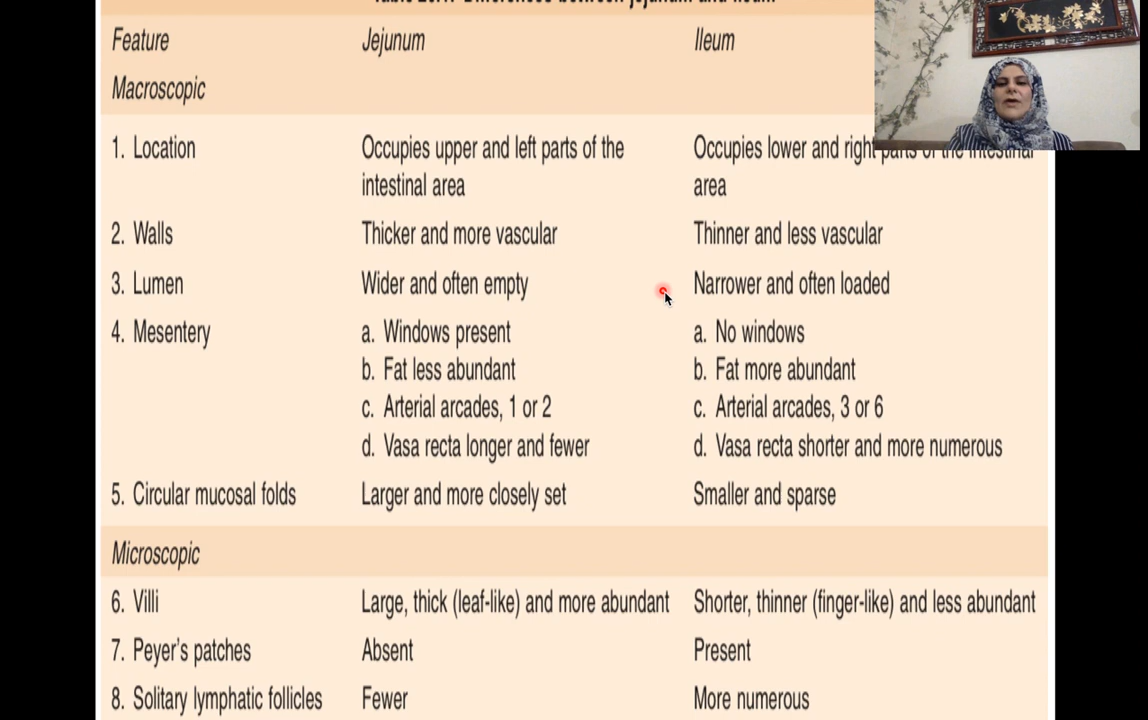 Feature Jejunum Ileum
Macroscopic
1. Location Occupies upper and left parts of the Occupies lower and right parts of the intestinal
intestinal area area
2. Walls Thicker and more vascular Thinner and less vascular
3. Lumen Wider and often empty Narrower and often loaded
4. Mesentery a. Windows present a. No windows
b. Fat less abundant b. Fat more abundant
c. Arterial arcades, 1 or 2 c. Arterial arcades, 3 or 6
d. Vasa recta longer and fewer d. Vasa recta shorter and more numerous
5. Circular mucosal folds Larger and more closely set Smaller and sparse
Microscopic
6. Villi Large, thick (leaf-like) and more abundant Shorter, thinner (finger-like) and less abundant
7. Peyer's patches Absent Present
8. Solitary lymphatic follicles Fewer More numerous